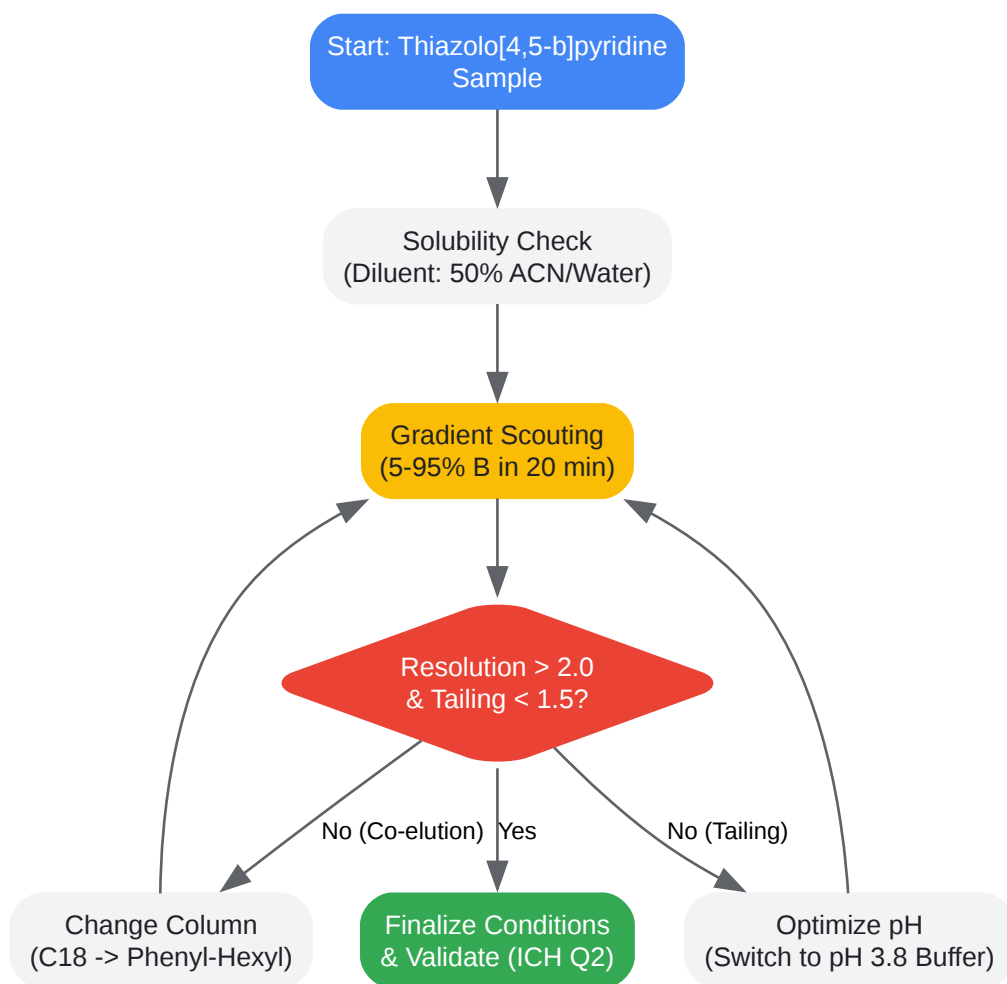 Start: Thiazolo[4,5-b]pyridine
Sample
Solubility Check
(Diluent: 50% ACN/Water)
Gradient Scouting
(5-95% B in 20 min)
Resolution > 2.0
& Tailing < 1.5?
No (Co-elution)
Yes
No (Tailing)
Change Column
(C18 -> Phenyl-Hexyl)
Finalize Conditions
& Validate (ICH Q2)
Optimize pH
(Switch to pH 3.8 Buffer)